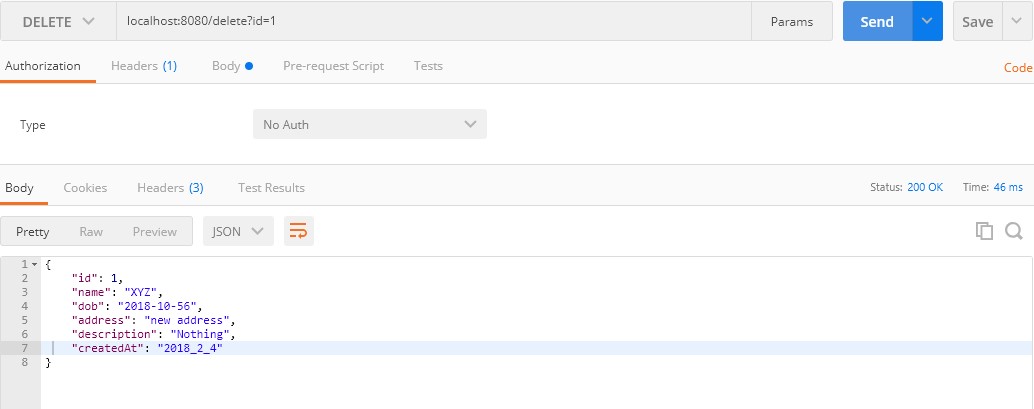 DELETE localhost:8080/delete?id=1 Params Send Save
Authorization Headers (1) Body Pre-request Script Tests Code
Type No Auth
Body Cookies Headers (3) Test Results Status: 200 OK Time: 46 ms
Pretty Raw Preview JSON
1 {
2 "id": 1,
3 "name": "XYZ",
4 "dob": "2018-10-56",
5 "address": "new address",
6 "description": "Nothing",
7 "createdAt": "2018_2_4"
8 }